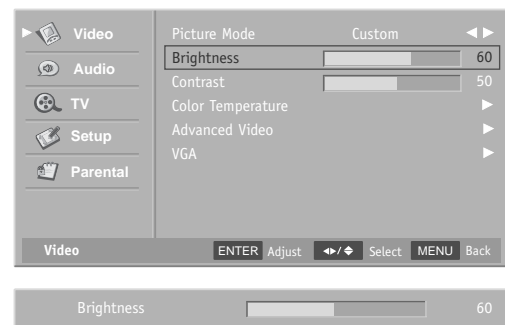 Video
Audio
TV
Setup
Parental
Picture Mode Custom
Brightness 60
Contrast 50
Color Temperature
Advanced Video
VGA
Video ENTER Adjust / Select MENU Back
Brightness 60